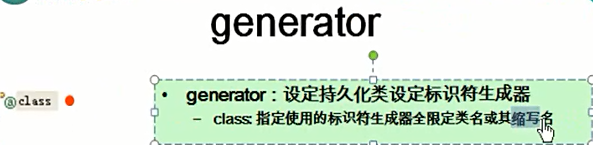 generator
@class
• generator：设定持久化类设定标识符生成器
– class: 指定使用的标识符生成器全限定类名或其缩写名